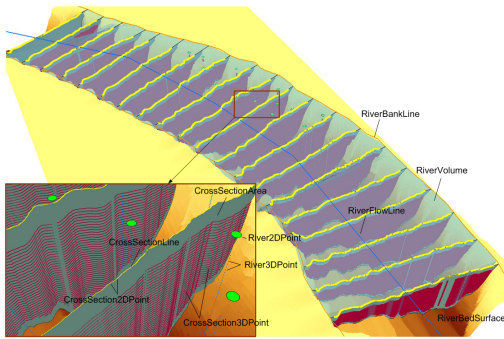 RiverBankLine
RiverVolume
CrossSectionArea
RiverFlowLine
River2DPoint
CrossSectionLine
River3DPoint
CrossSection2DPoint
RiverBedSurface
CrossSection3DPoint